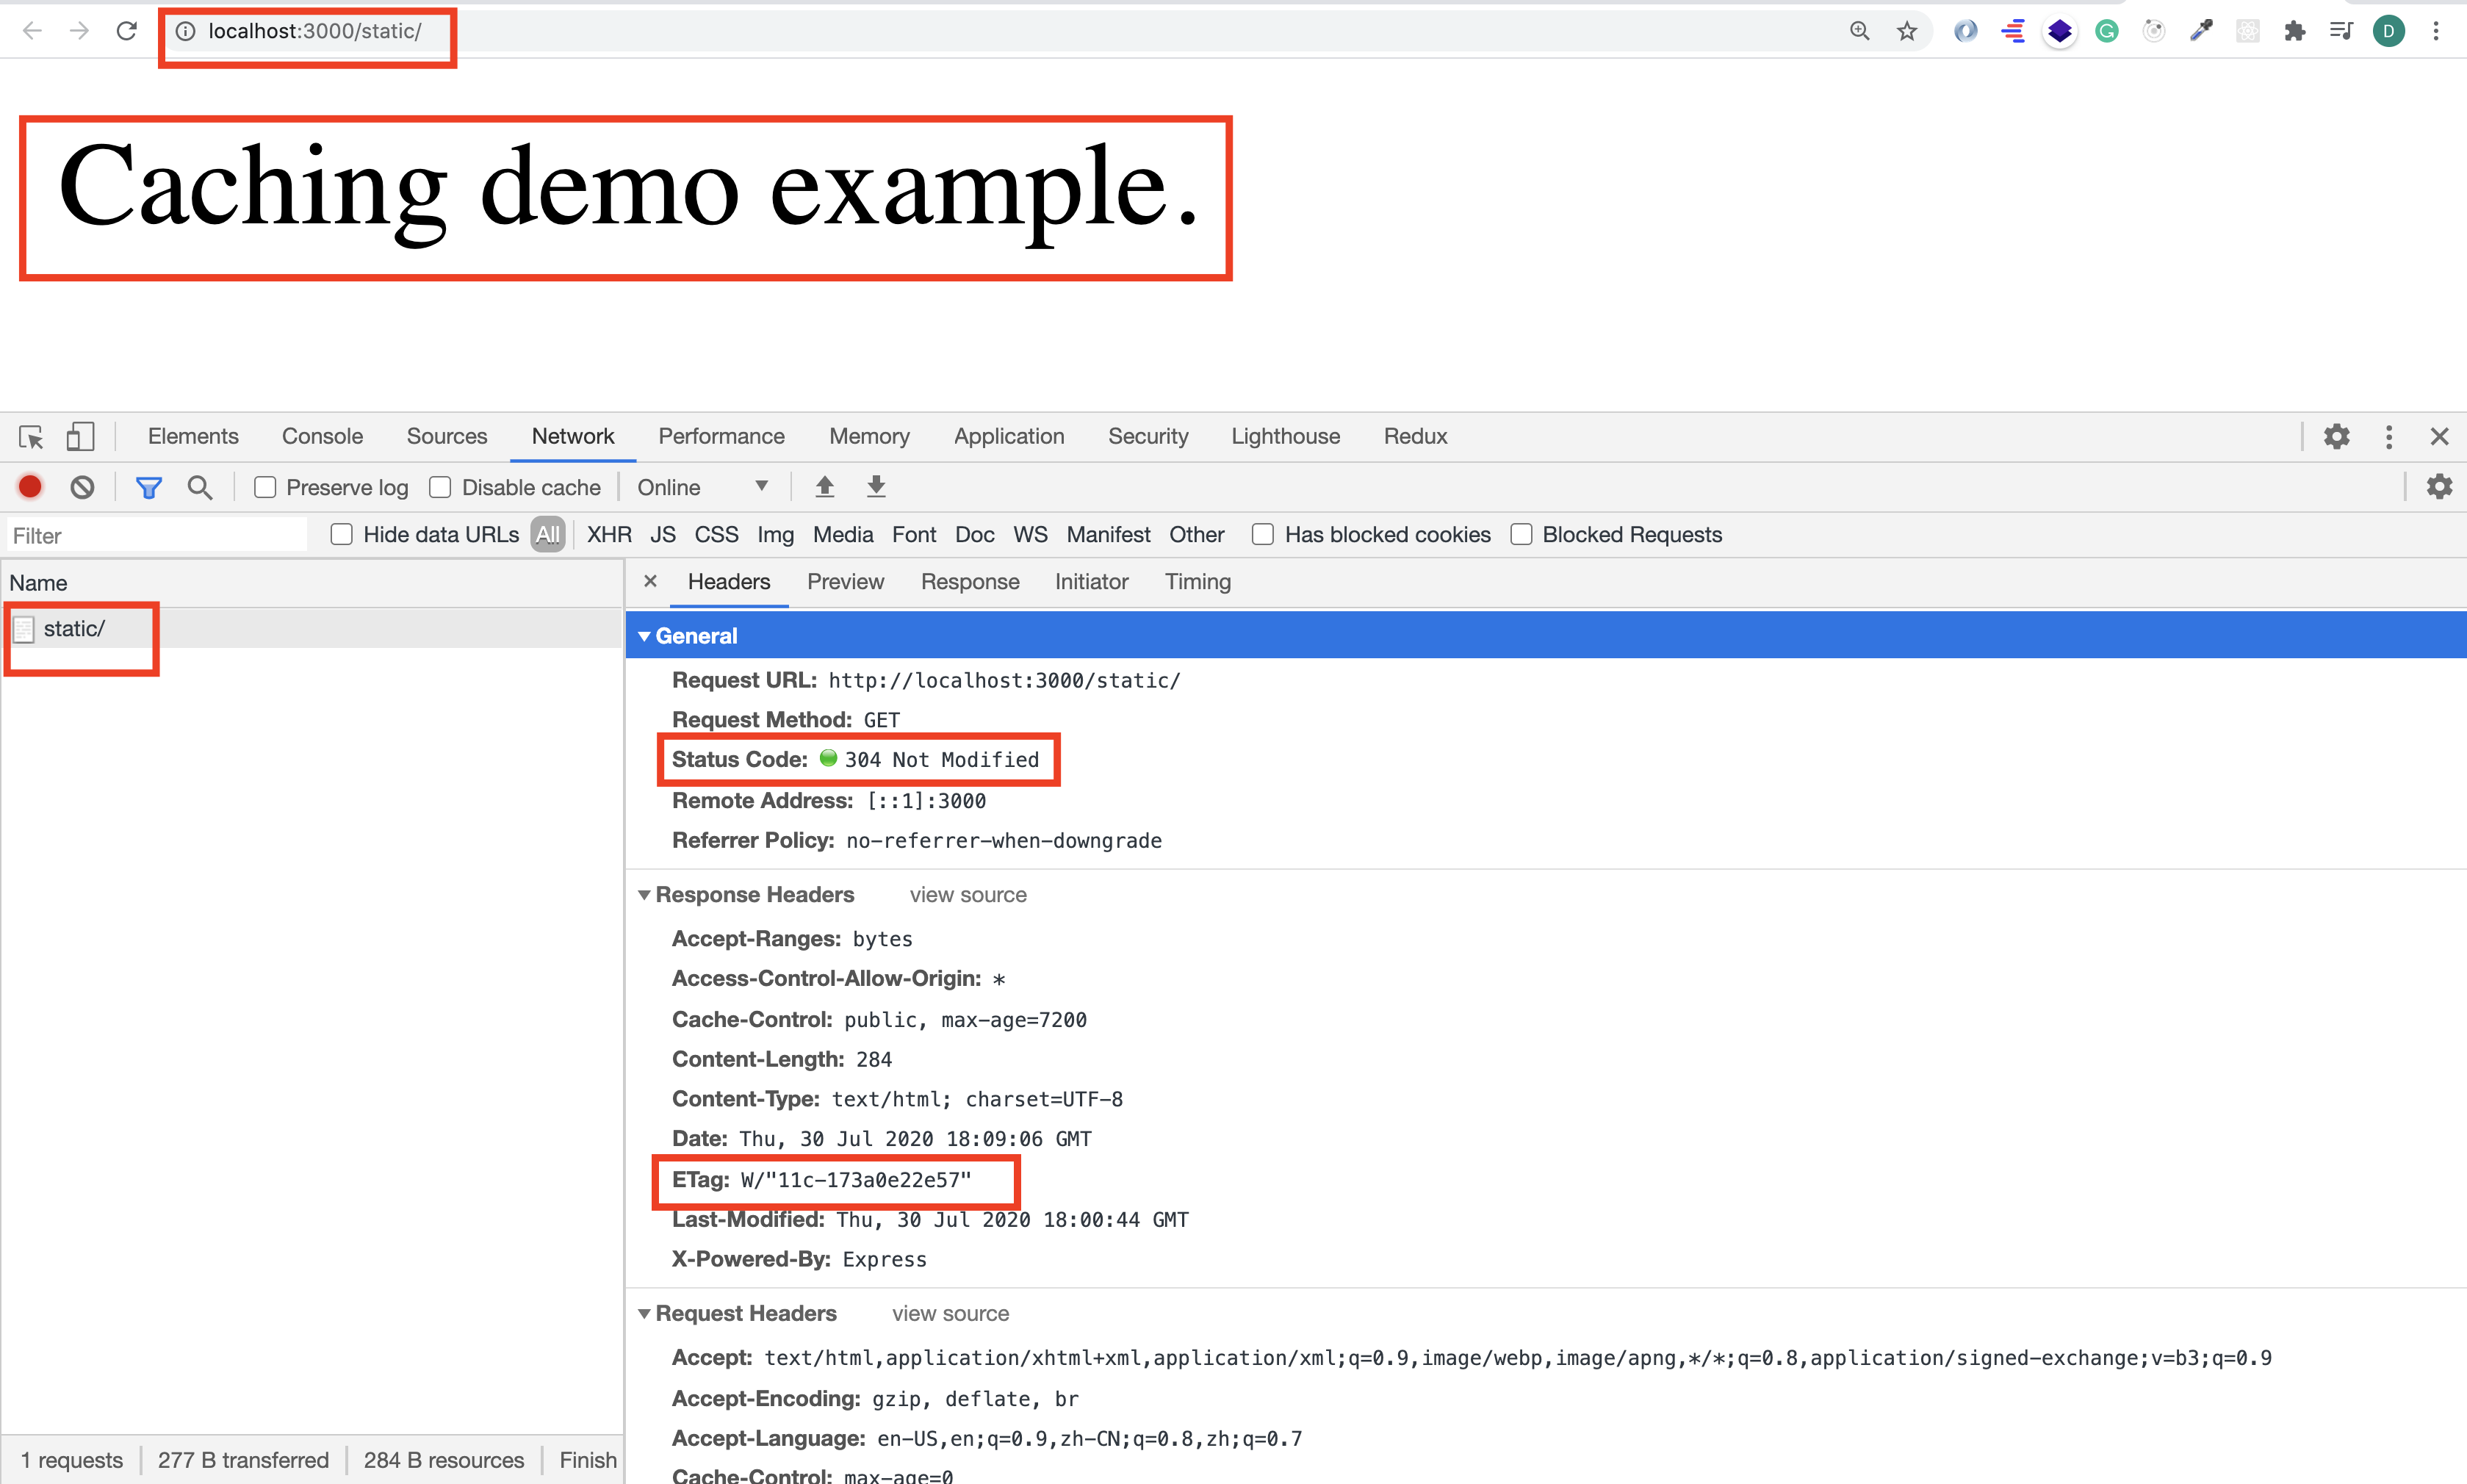 localhost:3000/static/
G
D
Caching demo example.
Elements Console Sources Network Performance Memory Application Security Lighthouse Redux
Preserve log Disable cache Online
Filter Hide data URLs All XHR JS CSS Img Media Font Doc WS Manifest Other Has blocked cookies Blocked Requests
Name
static/
Headers Preview Response Initiator Timing
General
Request URL: http://localhost:3000/static/
Request Method: GET
Status Code: 304 Not Modified
Remote Address: [::1]:3000
Referrer Policy: no-referrer-when-downgrade
Response Headers view source
Accept-Ranges: bytes
Access-Control-Allow-Origin: *
Cache-Control: public, max-age=7200
Content-Length: 284
Content-Type: text/html; charset=UTF-8
Date: Thu, 30 Jul 2020 18:09:06 GMT
ETag: W/"11c-173a0e22e57"
Last-Modified: Thu, 30 Jul 2020 18:00:44 GMT
X-Powered-By: Express
Request Headers view source
Accept: text/html,application/xhtml+xml,application/xml;q=0.9,image/webp,image/apng,*/*;q=0.8,application/signed-exchange;v=b3;q=0.9
Accept-Encoding: gzip, deflate, br
Accept-Language: en-US,en;q=0.9,zh-CN;q=0.8,zh;q=0.7
Cache-Control: max-age=0
1 requests 277 B transferred 284 B resources Finish